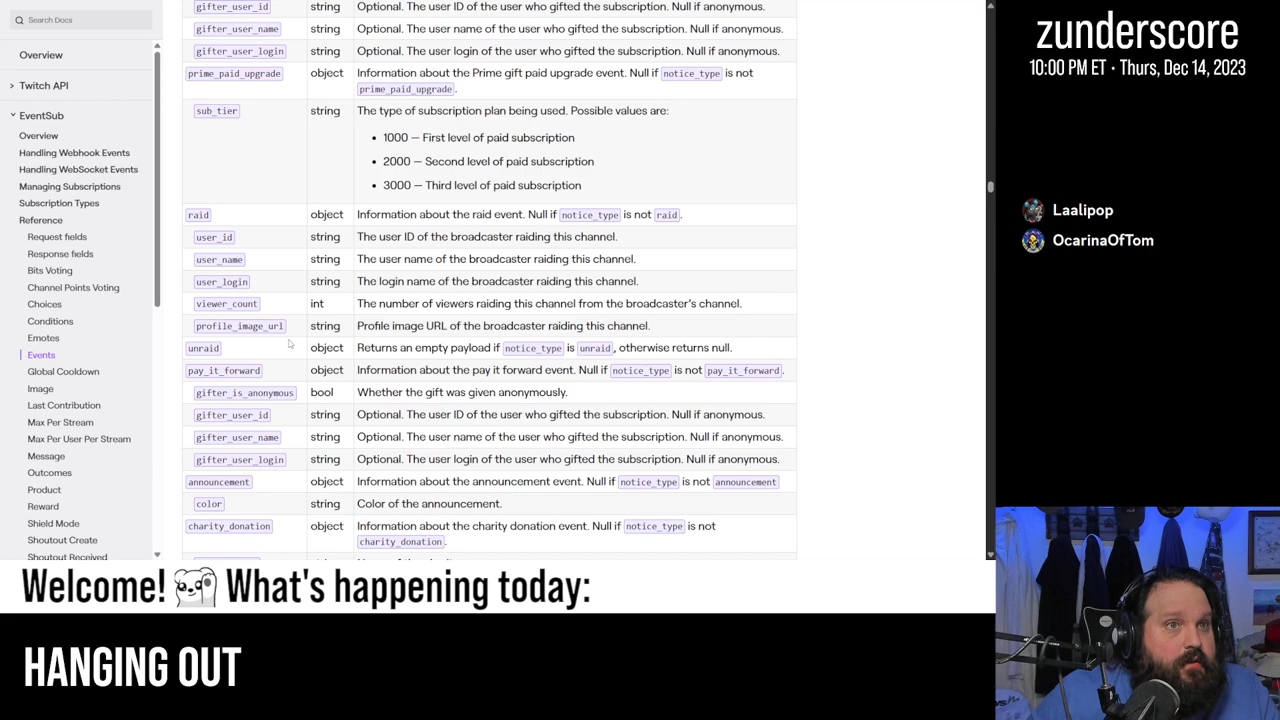 Search Docs
Overview
Twitch API
EventSub
Overview
Handling Webhook Events
Handling WebSocket Events
Managing Subscriptions
Subscription Types
Reference
Request fields
Response fields
Bits Voting
Channel Points Voting
Choices
Conditions
Emotes
Events
Global Cooldown
Image
Last Contribution
Max Per Stream
Max Per User Per Stream
Message
Outcomes
Product
Reward
Shield Mode
Shoutout Create
Shoutout Received
gifter_user_id string Optional. The user ID of the user who gifted the subscription. Null if anonymous.
gifter_user_name string Optional. The user name of the user who gifted the subscription. Null if anonymous.
gifter_user_login string Optional. The user login of the user who gifted the subscription. Null if anonymous.
prime_paid_upgrade object Information about the Prime gift paid upgrade event. Null if notice_type is not
prime_paid_upgrade.
sub_tier string The type of subscription plan being used. Possible values are:
• 1000 — First level of paid subscription
• 2000 — Second level of paid subscription
• 3000 — Third level of paid subscription
raid object Information about the raid event. Null if notice_type is not raid.
user_id string The user ID of the broadcaster raiding this channel.
user_name string The user name of the broadcaster raiding this channel.
user_login string The login name of the broadcaster raiding this channel.
viewer_count int The number of viewers raiding this channel from the broadcaster's channel.
profile_image_url string Profile image URL of the broadcaster raiding this channel.
unraid object Returns an empty payload if notice_type is unraid, otherwise returns null.
pay_it_forward object Information about the pay it forward event. Null if notice_type is not pay_it_forward.
gifter_is_anonymous bool Whether the gift was given anonymously.
gifter_user_id string Optional. The user ID of the user who gifted the subscription. Null if anonymous.
gifter_user_name string Optional. The user name of the user who gifted the subscription. Null if anonymous.
gifter_user_login string Optional. The user login of the user who gifted the subscription. Null if anonymous.
announcement object Information about the announcement event. Null if notice_type is not announcement
color string Color of the announcement.
charity_donation object Information about the charity donation event. Null if notice_type is not
charity_donation.
zunderscore
10:00 PM ET · Thurs, Dec 14, 2023
Laalipop
OcarinaOfTom
Welcome! What's happening today:
HANGING OUT